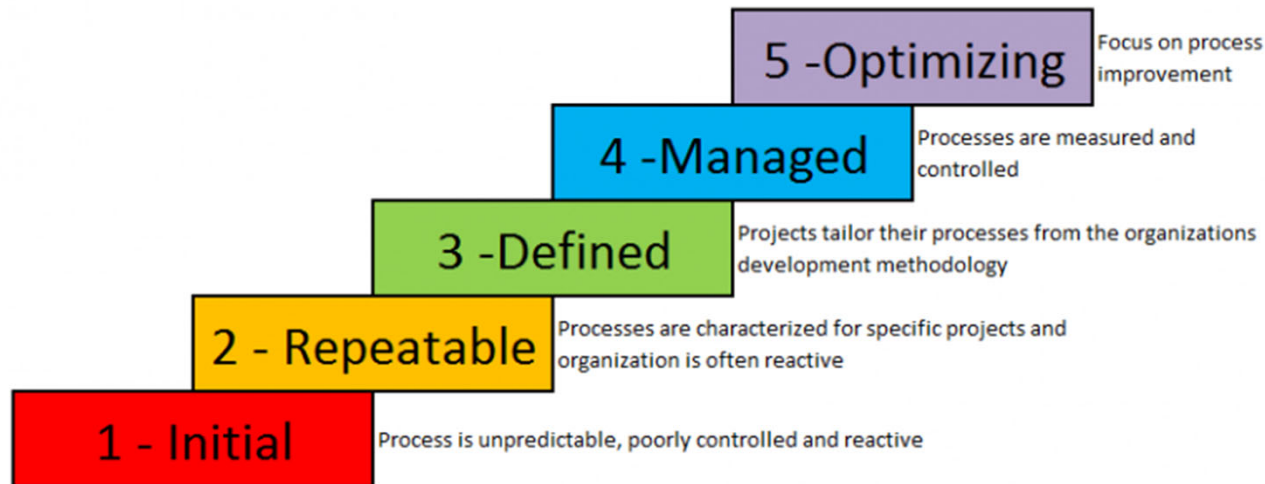 5 -Optimizing
Focus on process
improvement
4 -Managed
Processes are measured and
controlled
3 -Defined
Projects tailor their processes from the organizations
development methodology
2 - Repeatable
Processes are characterized for specific projects and
organization is often reactive
1 - Initial
Process is unpredictable, poorly controlled and reactive